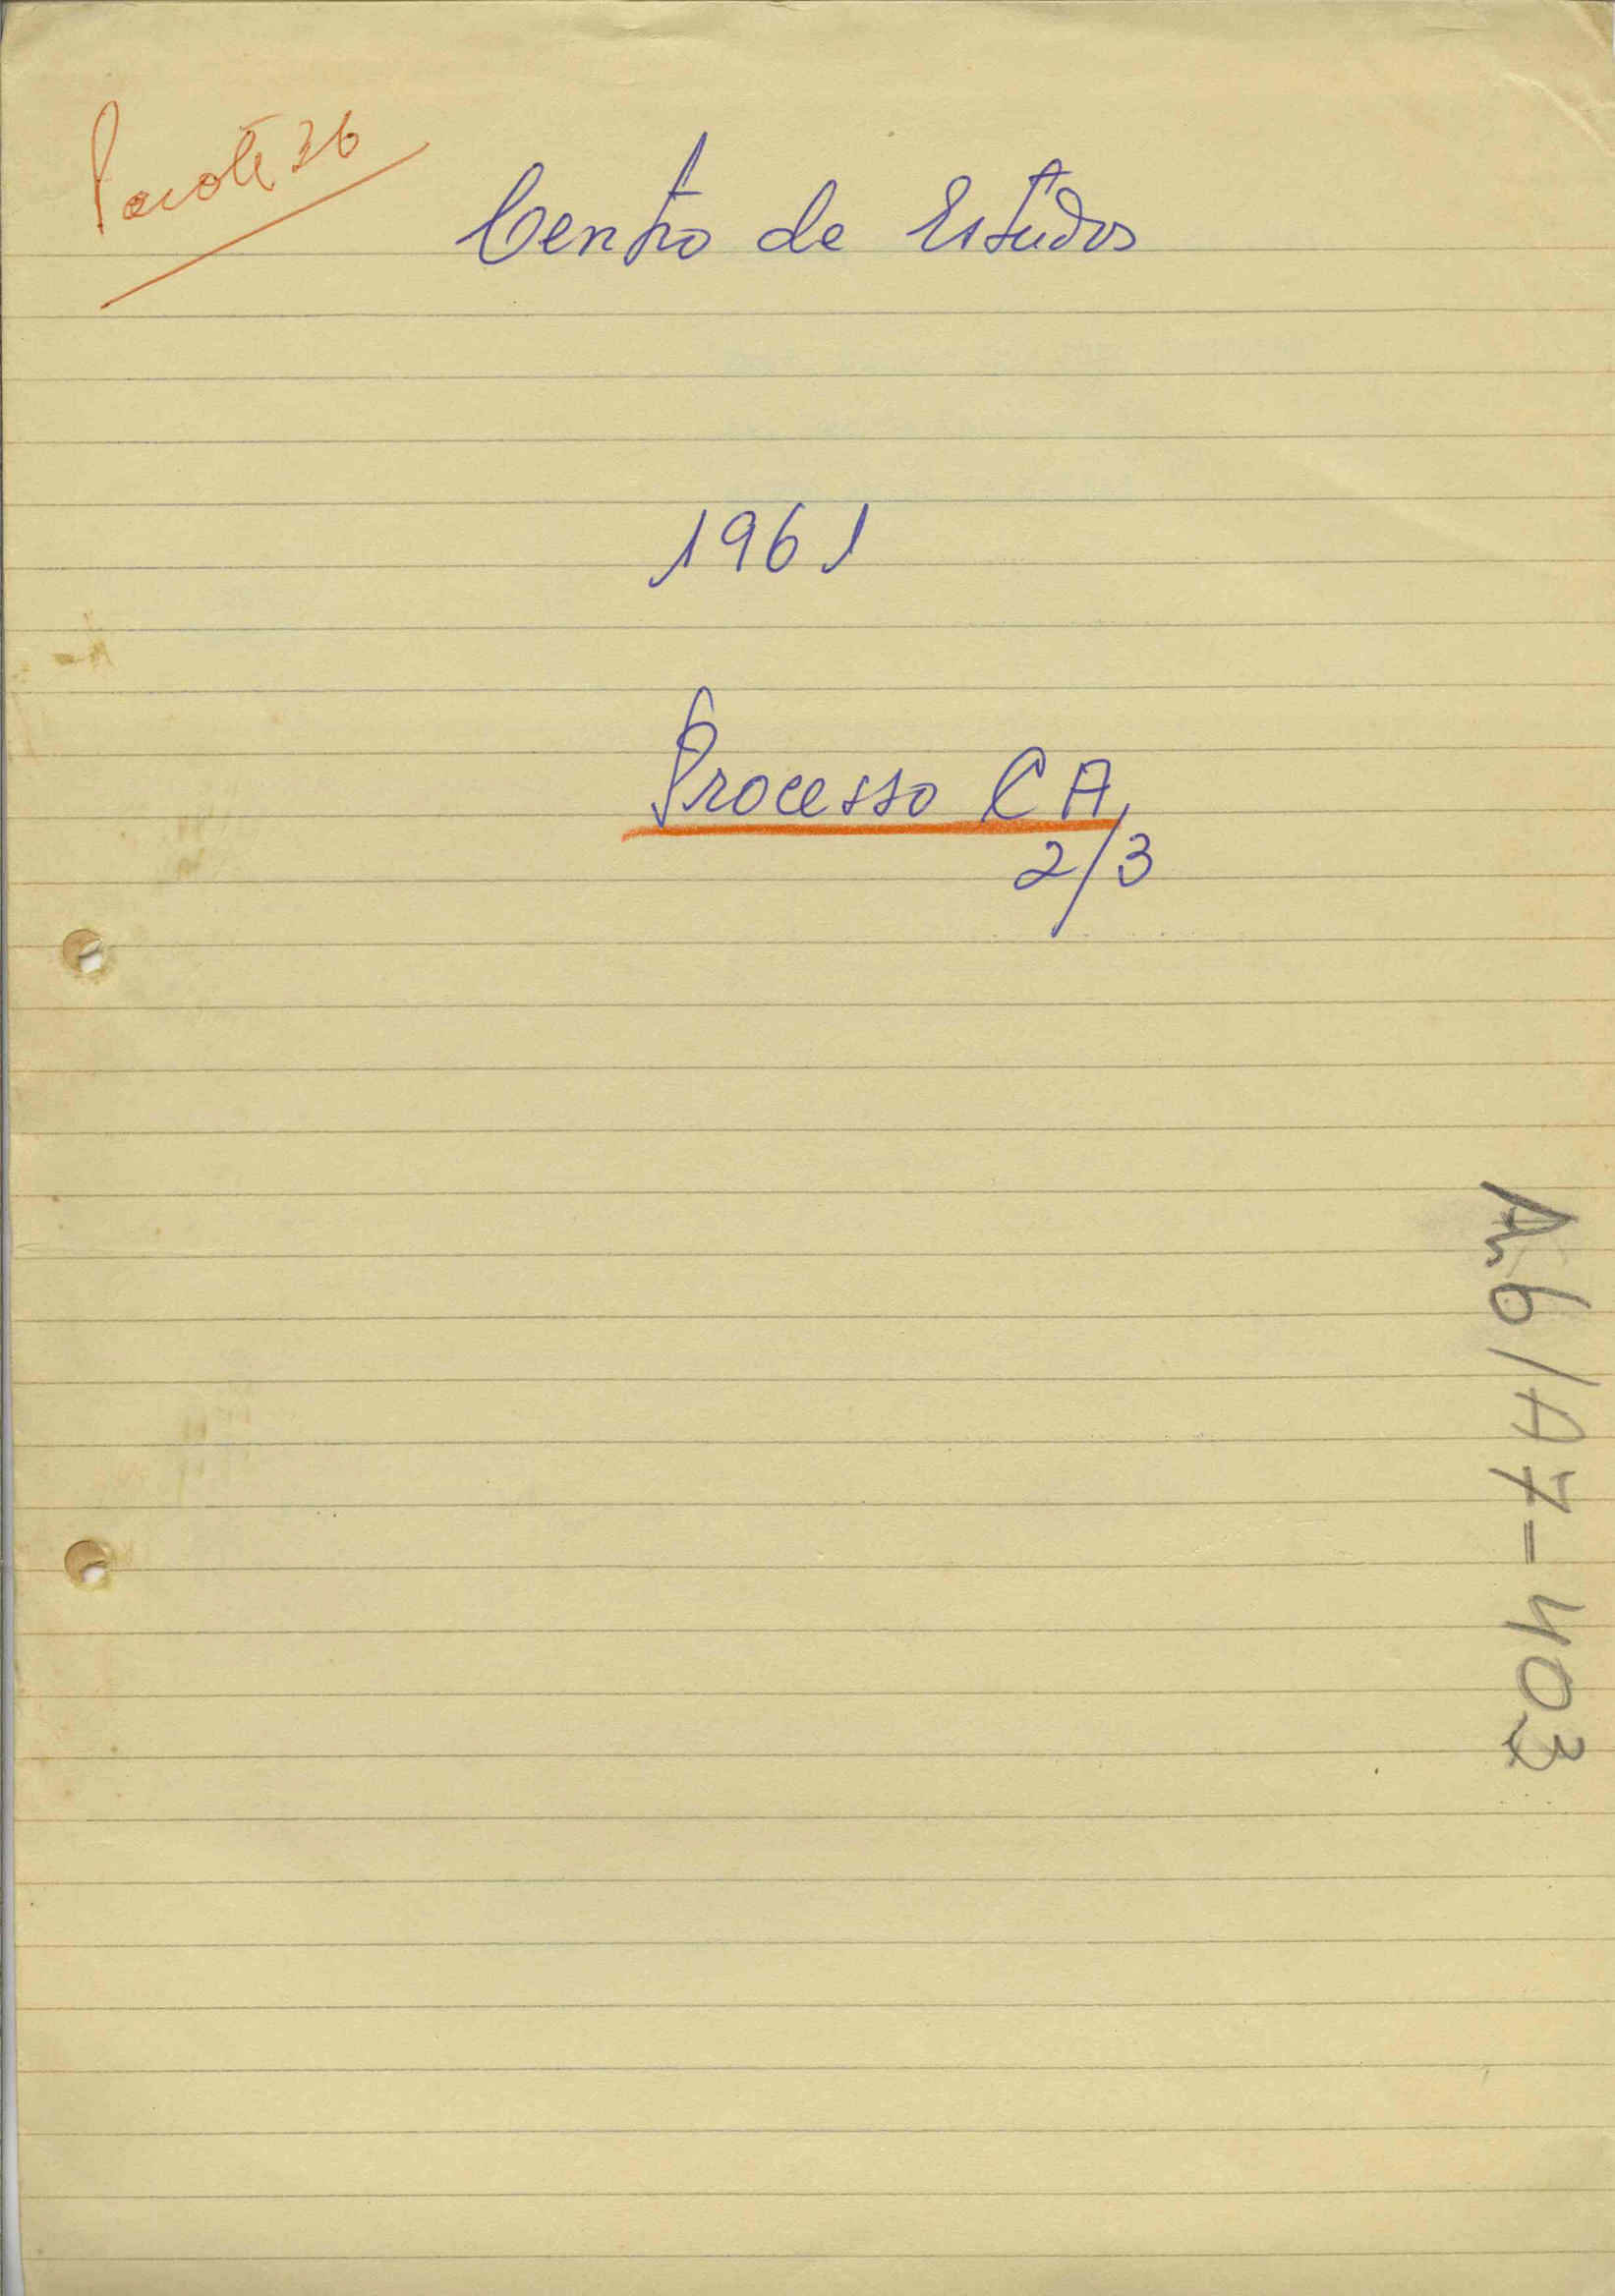 Pacote 36
Centro de Estudos
1961
Processo CA
2/3
A6/A7-403